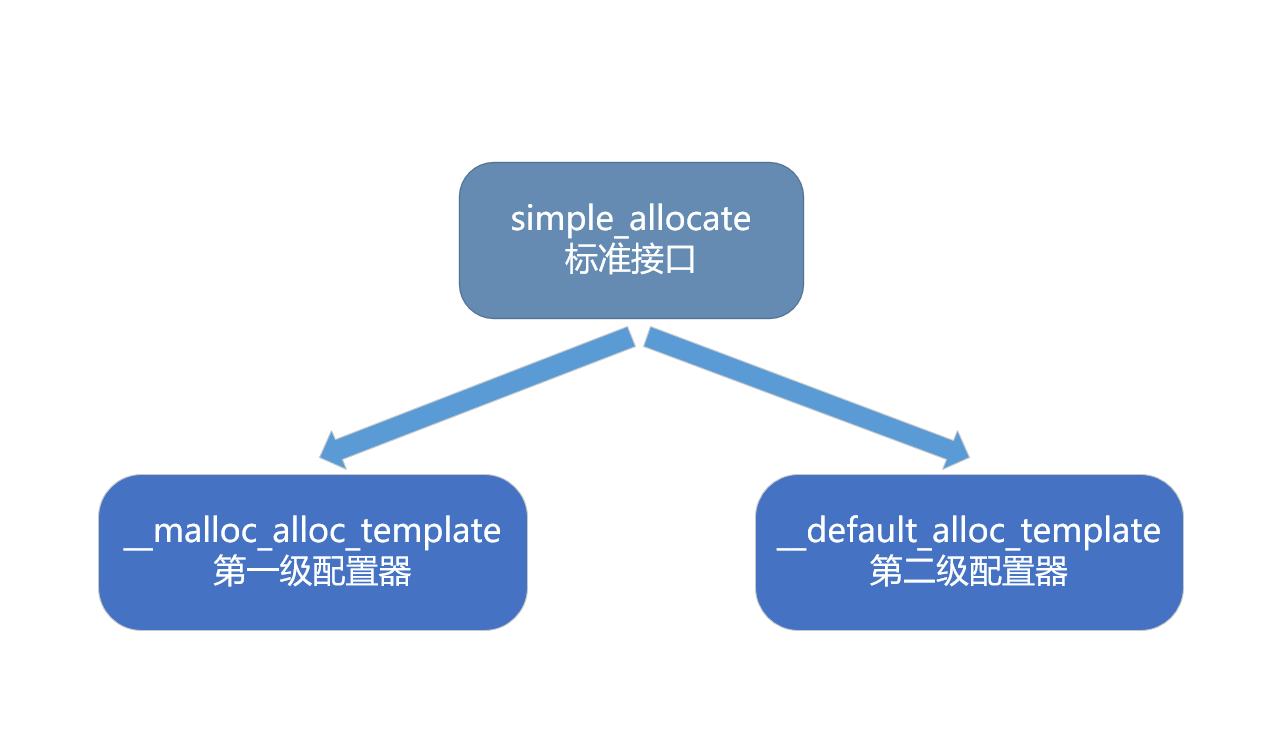 simple_allocate
标准接口
__malloc_alloc_template
第一级配置器
__default_alloc_template
第二级配置器